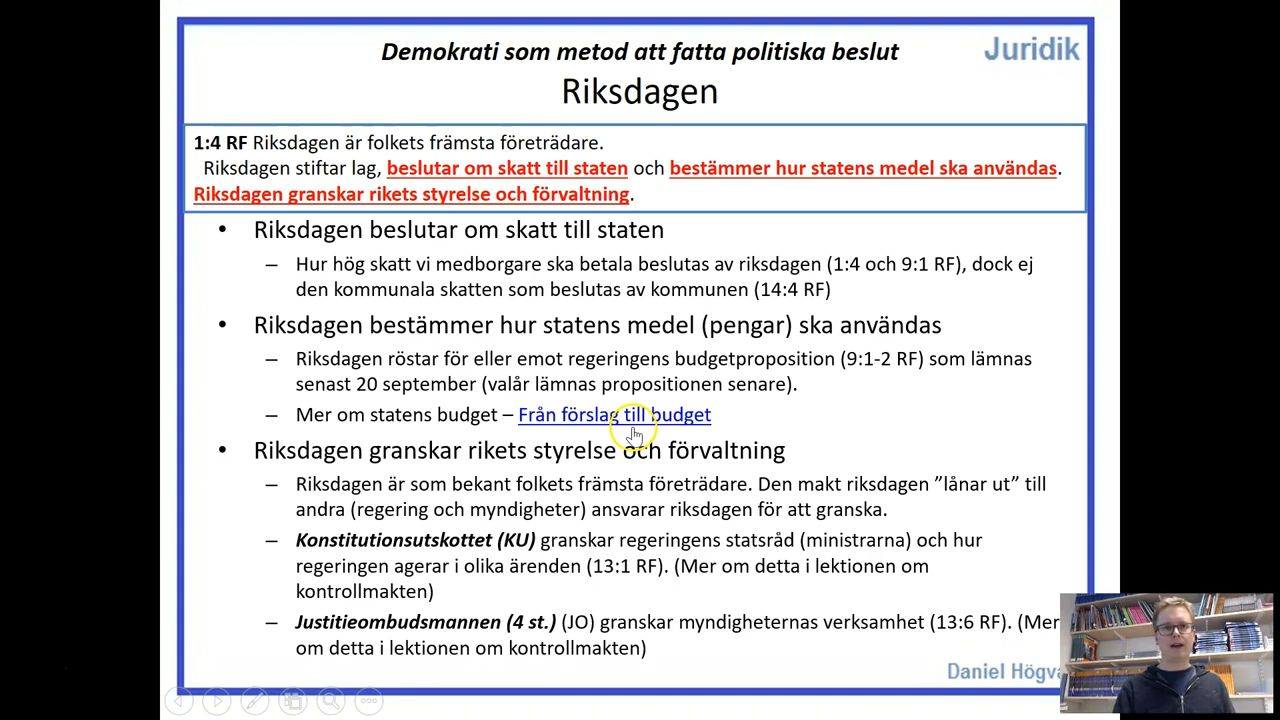 Demokrati som metod att fatta politiska beslut
Juridik
Riksdagen
1:4 RF Riksdagen är folkets främsta företrädare.
Riksdagen stiftar lag, beslutar om skatt till staten och bestämmer hur statens medel ska användas.
Riksdagen granskar rikets styrelse och förvaltning.
• Riksdagen beslutar om skatt till staten
– Hur hög skatt vi medborgare ska betala beslutas av riksdagen (1:4 och 9:1 RF), dock ej
den kommunala skatten som beslutas av kommunen (14:4 RF)
• Riksdagen bestämmer hur statens medel (pengar) ska användas
– Riksdagen röstar för eller emot regeringens budgetproposition (9:1-2 RF) som lämnas
senast 20 september (valår lämnas propositionen senare).
– Mer om statens budget – Från förslag till budget
• Riksdagen granskar rikets styrelse och förvaltning
– Riksdagen är som bekant folkets främsta företrädare. Den makt riksdagen ”lånar ut” till
andra (regering och myndigheter) ansvarar riksdagen för att granska.
– Konstitutionsutskottet (KU) granskar regeringens statsråd (ministrarna) och hur
regeringen agerar i olika ärenden (13:1 RF). (Mer om detta i lektionen om
kontrollmakten)
– Justitieombudsmannen (4 st.) (JO) granskar myndigheternas verksamhet (13:6 RF). (Mer
om detta i lektionen om kontrollmakten)
Daniel